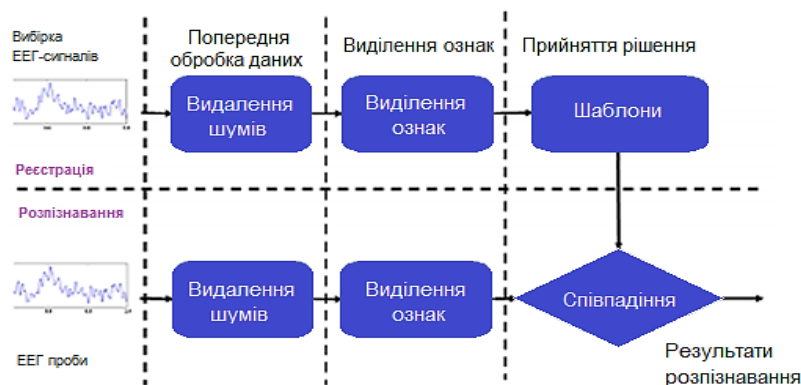 Вибірка
ЕЕГ-сигналів
Попередня
обробка даних
Виділення ознак
Прийняття рішення
Видалення
шумів
Виділення
ознак
Шаблони
Реєстрація
Розпізнавання
Видалення
шумів
Виділення
ознак
Співпадіння
ЕЕГ проби
Результати
розпізнавання